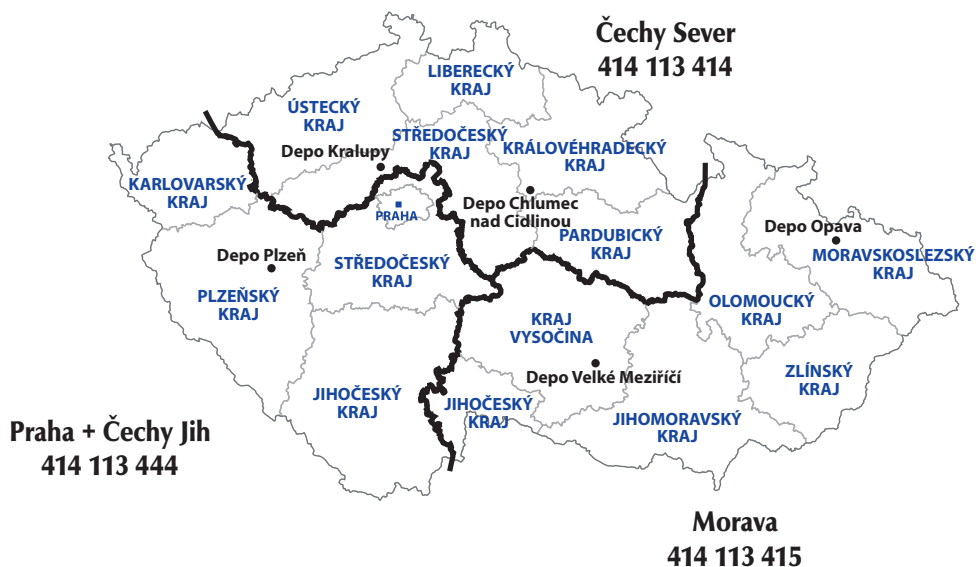 Čechy Sever
414 113 414
LIBERECKÝ
KRAJ
ÚSTECKÝ
KRAJ
STŘEDOČESKÝ
KRAJ
KRÁLOVÉHRADECKÝ
KRAJ
Depo Kralupy
KARLOVARSKÝ
KRAJ
PRAHA
Depo Chlumec
nad Cidlinou
PARDUBICKÝ
KRAJ
Depo Opava
MORAVSKOSLEZSKÝ
KRAJ
Depo Plzeň
STŘEDOČESKÝ
KRAJ
PLZEŇSKÝ
KRAJ
OLOMOUCKÝ
KRAJ
KRAJ
VYSOČINA
Depo Velké Meziříčí
ZLÍNSKÝ
KRAJ
JIHOČESKÝ
KRAJ
JIHOČESKÝ
KRAJ
JIHOMORAVSKÝ
KRAJ
Praha + Čechy Jih
414 113 444
Morava
414 113 415